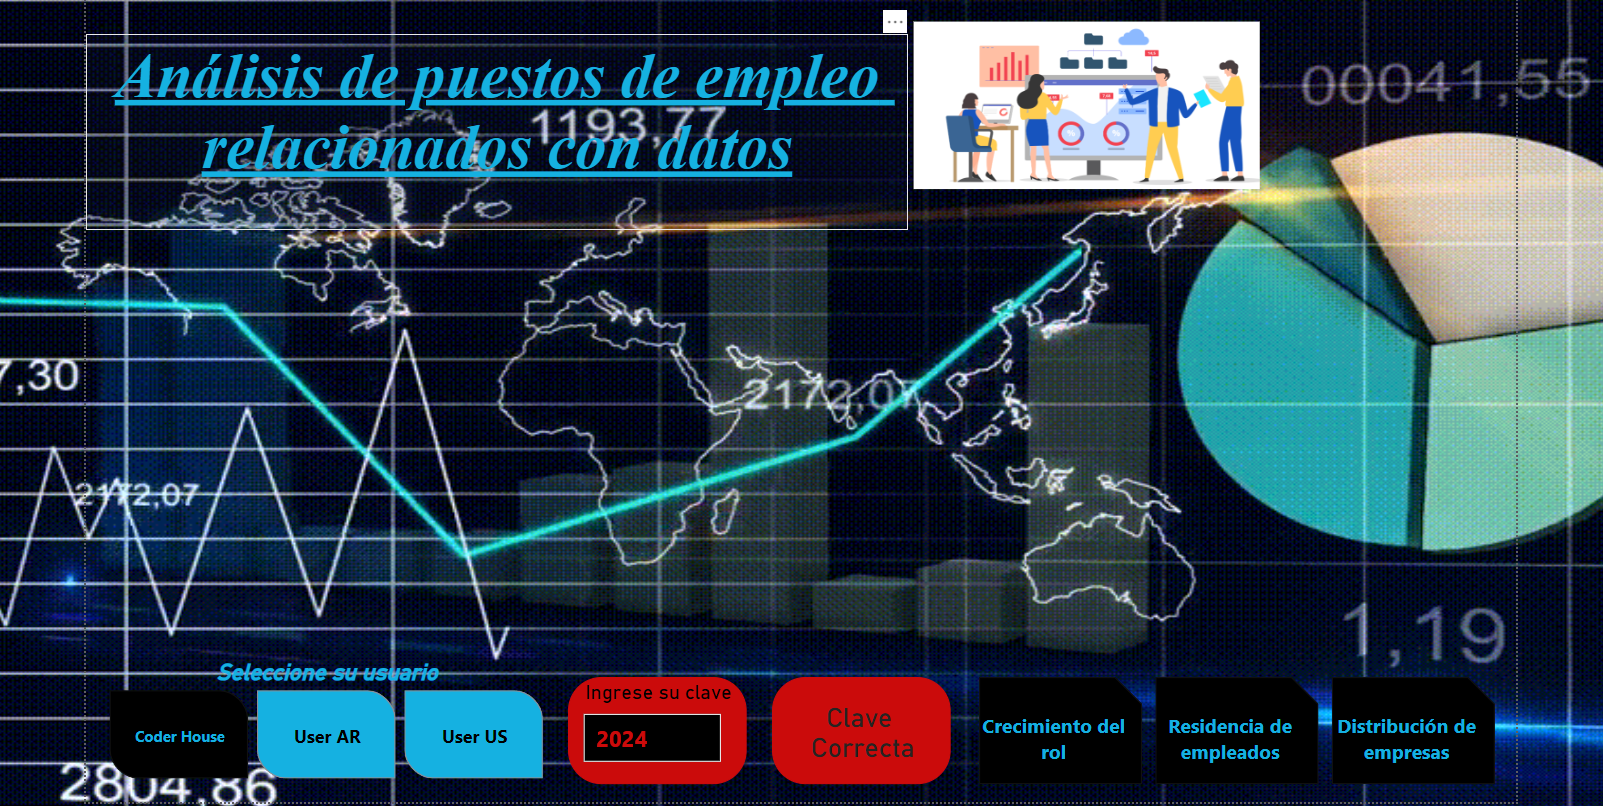 ...
Análisis de puestos de empleo
relacionados con datos
1193,77
00041,55
7,30
2172,07
2172,07
1,19
Seleccione su usuario
Coder House
User AR
User US
Ingrese su clave
2024
Clave
Correcta
Crecimiento del
rol
Residencia de
empleados
Distribución de
empresas
2804,86